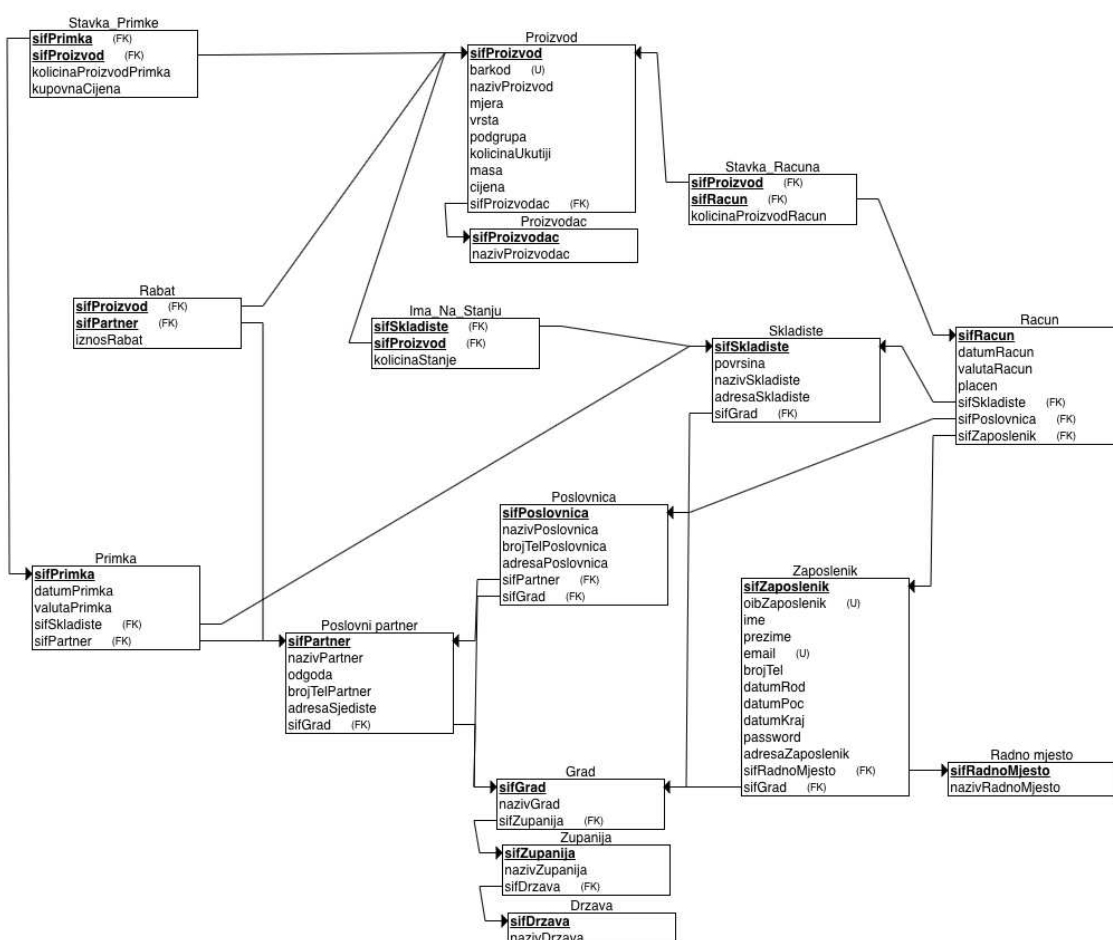 Stavka_Primke
sifPrimka (FK)
sifProizvod (FK)
kolicinaProizvodPrimka
kupovnaCijena
Proizvod
sifProizvod
barkod (U)
nazivProizvod
mjera
vrsta
podgrupa
kolicinaUkutiji
masa
cijena
sifProizvodac (FK)
Proizvodac
sifProizvodac
nazivProizvodac
Stavka_Racuna
sifProizvod (FK)
sifRacun (FK)
kolicinaProizvodRacun
Rabat
sifProizvod (FK)
sifPartner (FK)
iznosRabat
Ima_Na_Stanju
sifSkladiste (FK)
sifProizvod (FK)
kolicinaStanje
Skladiste
sifSkladiste
povrsina
nazivSkladiste
adresaSkladiste
sifGrad (FK)
Racun
sifRacun
datumRacun
valutaRacun
placen
sifSkladiste (FK)
sifPoslovnica (FK)
sifZaposlenik (FK)
Poslovnica
sifPoslovnica
nazivPoslovnica
brojTelPoslovnica
adresaPoslovnica
sifPartner (FK)
sifGrad (FK)
Primka
sifPrimka
datumPrimka
valutaPrimka
sifSkladiste (FK)
sifPartner (FK)
Poslovni partner
sifPartner
nazivPartner
odgoda
brojTelPartner
adresaSjediste
sifGrad (FK)
Zaposlenik
sifZaposlenik
oibZaposlenik (U)
ime
prezime
email (U)
brojTel
datumRod
datumPoc
datumKraj
password
adresaZaposlenik
sifRadnoMjesto (FK)
sifGrad (FK)
Radno mjesto
sifRadnoMjesto
nazivRadnoMjesto
Grad
sifGrad
nazivGrad
sifZupanija (FK)
Zupanija
sifZupanija
nazivZupanija
sifDrzava (FK)
Drzava
sifDrzava
nazivDrzava